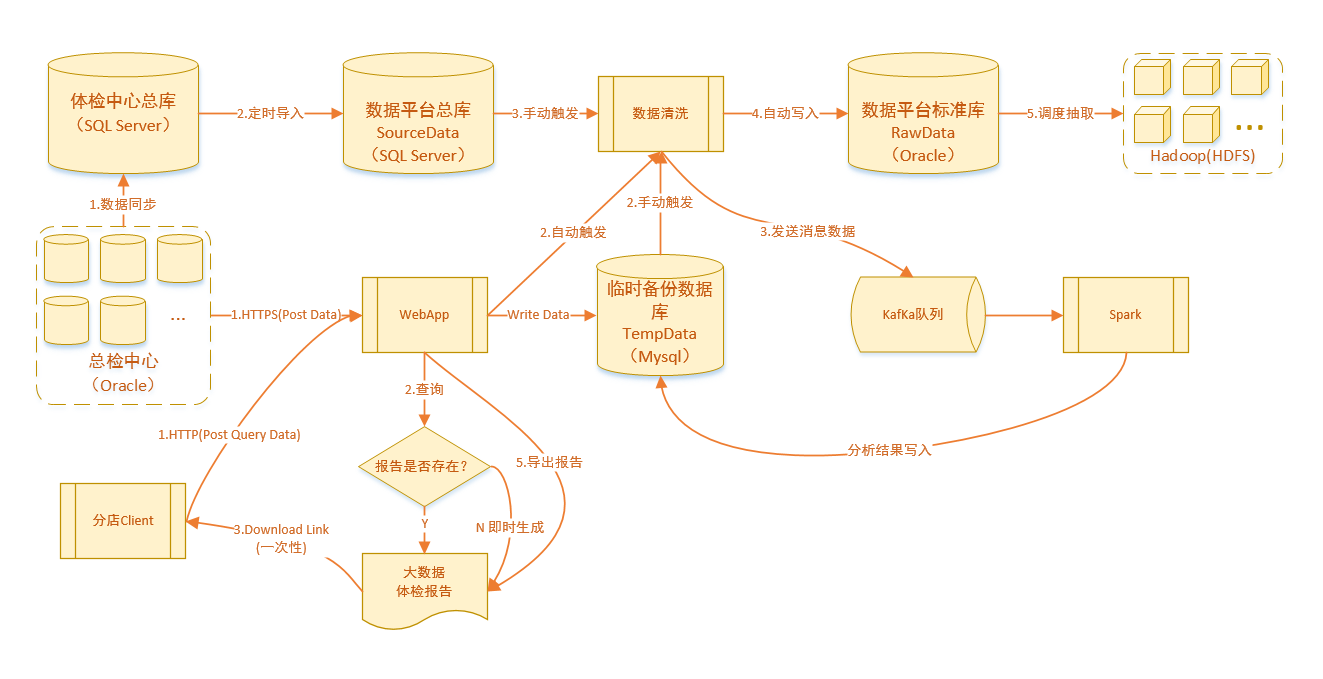 体检中心总库
（SQL Server）
2.定时导入
数据平台总库
SourceData
（SQL Server）
3.手动触发
数据清洗
4.自动写入
数据平台标准库
RawData
（Oracle）
5.调度抽取
Hadoop(HDFS)
1.数据同步
2.手动触发
2.自动触发
3.发送消息数据
...
总检中心
（Oracle）
1.HTTPS(Post Data)
WebApp
Write Data
临时备份数据
库
TempData
（Mysql）
KafKa队列
Spark
2.查询
1.HTTP(Post Query Data)
报告是否存在？
5.导出报告
分析结果写入
分店Client
3.Download Link
(一次性)
Y
N 即时生成
大数据
体检报告